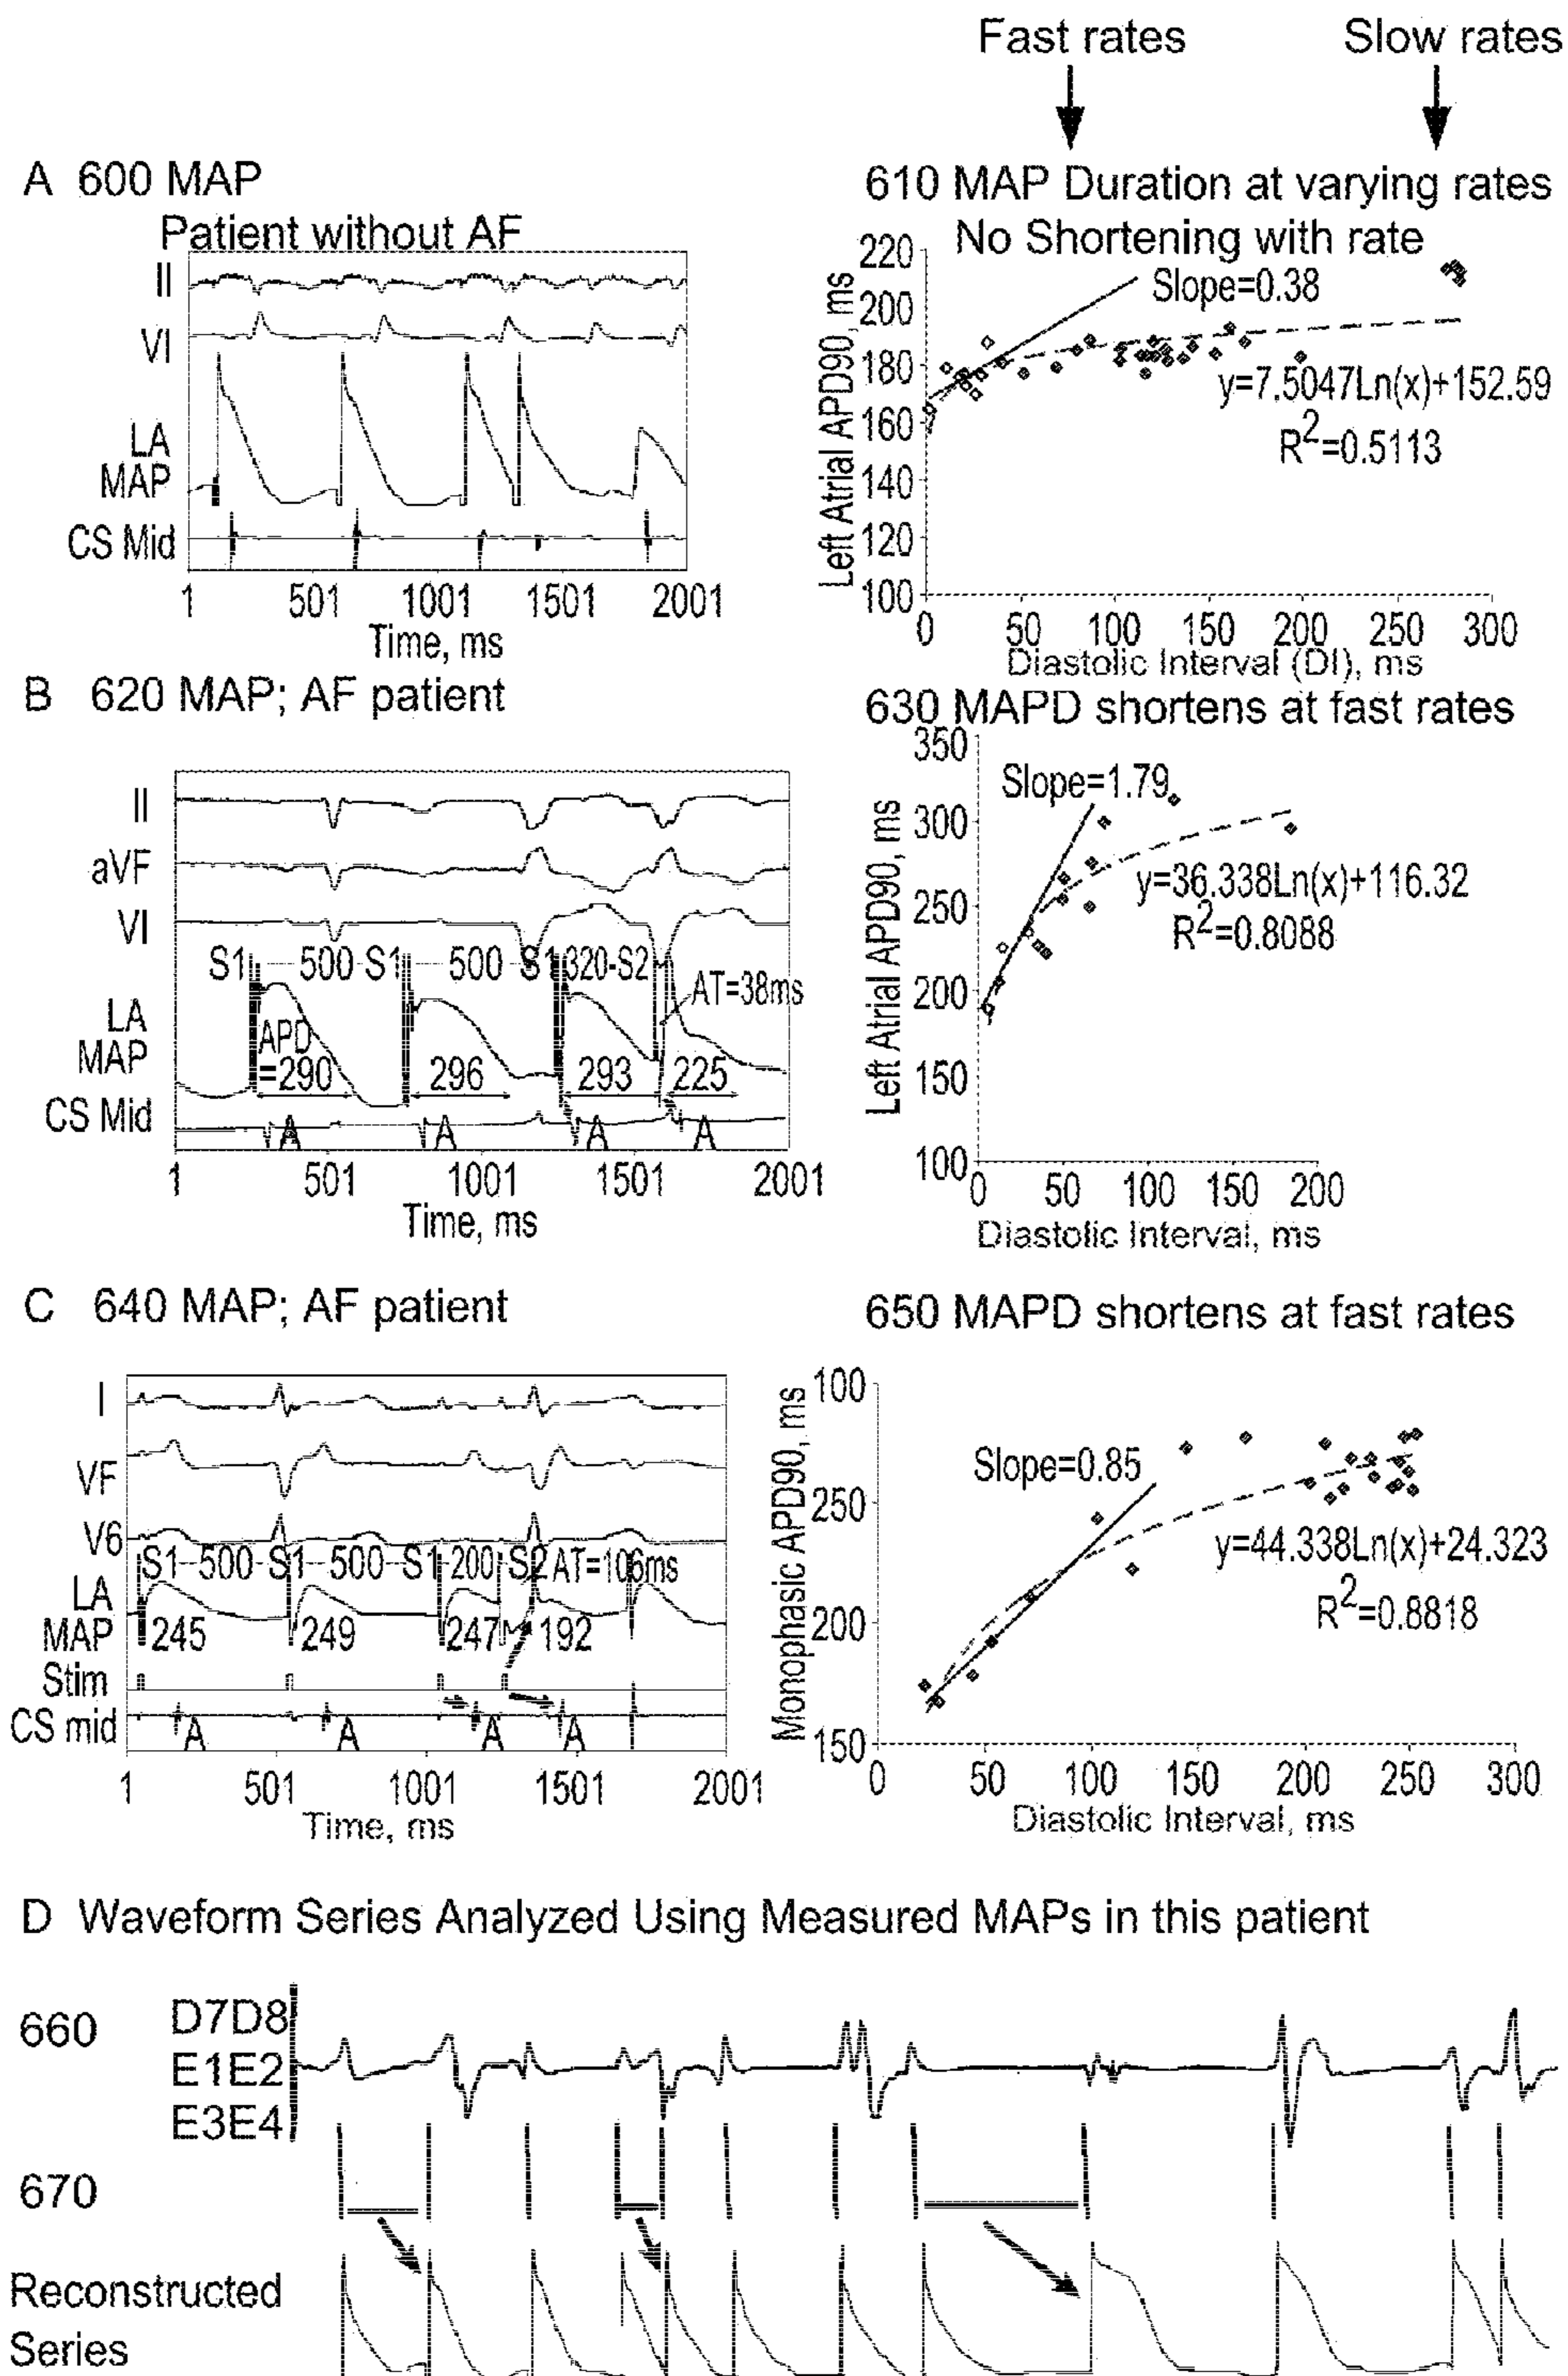 Fast rates
Slow rates
A 600 MAP
Patient without AF
II
VI
LA
MAP
CS Mid
1 501 1001 1501 2001
Time, ms
610 MAP Duration at varying rates
No Shortening with rate
Left Atrial APD90, ms
220
200
180
160
140
120
100
Slope=0.38
y=7.5047Ln(x)+152.59
R2=0.5113
0 50 100 150 200 250 300
Diastolic Interval (DI), ms
B 620 MAP; AF patient
II
aVF
VI
S1 500 S1 500 S1 320-S2
AT=38ms
LA
MAP
APD
=290 296 293 225
CS Mid
A A A A
1 501 1001 1501 2001
Time, ms
630 MAPD shortens at fast rates
Left Atrial APD90, ms
350
300
250
200
150
100
Slope=1.79
y=36.338Ln(x)+116.32
R2=0.8088
0 50 100 150 200
Diastolic Interval, ms
C 640 MAP; AF patient
I
VF
V6
S1-500-S1-500-S1-200 S2 AT=106ms
LA
MAP
245 249 247 192
Stim
CS mid
A A A A
1 501 1001 1501 2001
Time, ms
650 MAPD shortens at fast rates
Monophasic APD90, ms
100
250
200
150
Slope=0.85
y=44.338Ln(x)+24.323
R2=0.8818
0 50 100 150 200 250 300
Diastolic Interval, ms
D Waveform Series Analyzed Using Measured MAPs in this patient
660
D7D8
E1E2
E3E4
670
Reconstructed
Series